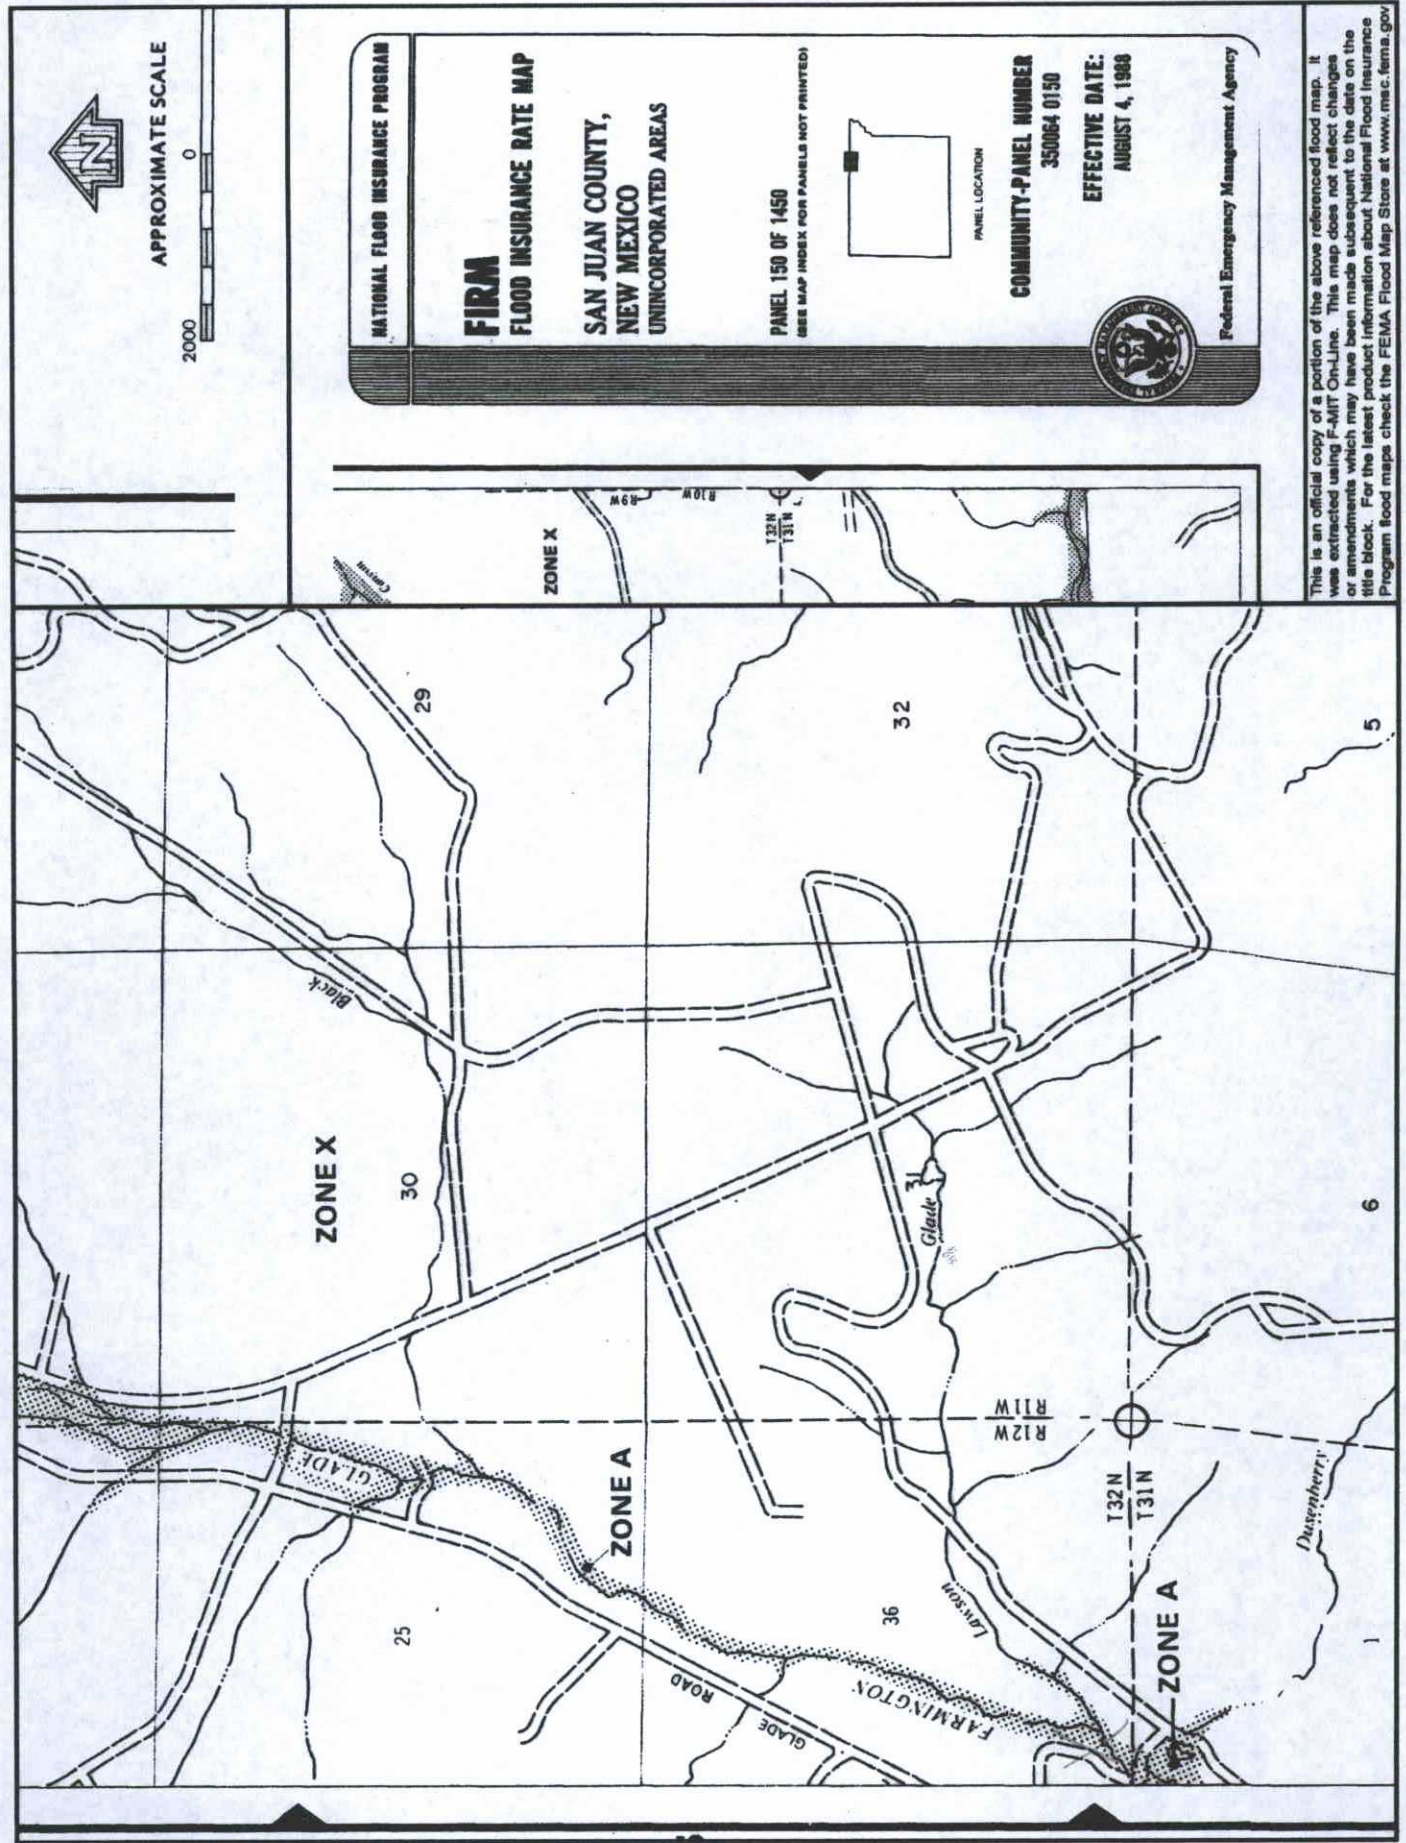 APPROXIMATE SCALE
2000
0
N
NATIONAL FLOOD INSURANCE PROGRAM
FIRM
FLOOD INSURANCE RATE MAP
SAN JUAN COUNTY,
NEW MEXICO
UNINCORPORATED AREAS
PANEL 150 OF 1450
(SEE MAP INDEX FOR PANELS NOT PRINTED)
PANEL LOCATION
COMMUNITY-PANEL NUMBER
350064 0150
EFFECTIVE DATE:
AUGUST 4, 1988
Federal Emergency Management Agency
This is an official copy of a portion of the above referenced flood map. It
was extracted using F-MIT On-Line. This map does not reflect changes
or amendments which may have been made subsequent to the date on the
title block. For the latest product information about National Flood Insurance
Program flood maps check the FEMA Flood Map Store at www.msc.fema.gov
Canyon
ZONE X
R9W
R10W
T32N
T31N
29
32
5
Black
ZONE X
30
31
Glade
6
GLADE
ZONE A
R11W
R12W
T32N
T31N
25
36
Lawson
Dusenberry
ROAD
GLADE
FARMINGTON
ZONE A
1